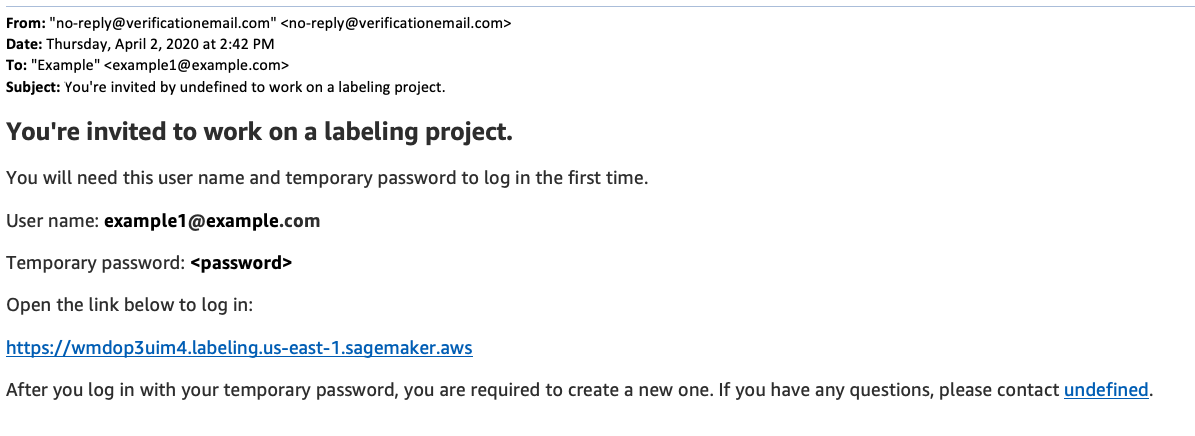 From: "no-reply@verificationemail.com" <no-reply@verificationemail.com>
Date: Thursday, April 2, 2020 at 2:42 PM
To: "Example" <example1@example.com>
Subject: You're invited by undefined to work on a labeling project.
You're invited to work on a labeling project.
You will need this user name and temporary password to log in the first time.
User name: example1@example.com
Temporary password: <password>
Open the link below to log in:
https://wmdop3uim4.labeling.us-east-1.sagemaker.aws
After you log in with your temporary password, you are required to create a new one. If you have any questions, please contact undefined.